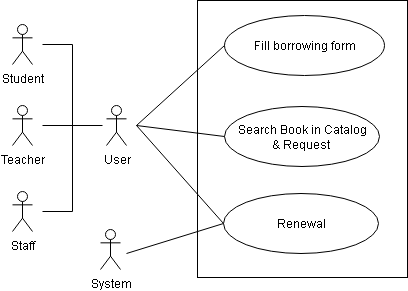 Fill borrowing form
Student
Search Book in Catalog
& Request
Teacher
User
Renewal
Staff
System